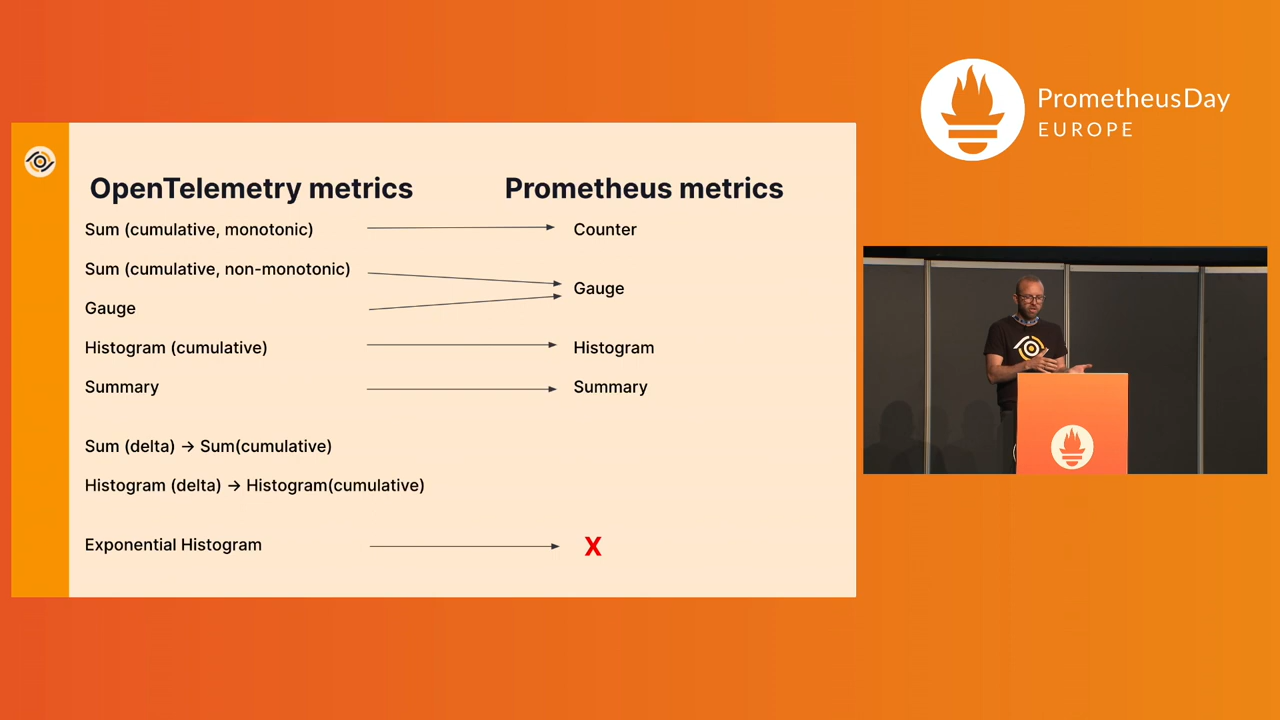 PrometheusDay
EUROPE
OpenTelemetry metrics
Prometheus metrics
Sum (cumulative, monotonic)
Counter
Sum (cumulative, non-monotonic)
Gauge
Gauge
Histogram (cumulative)
Histogram
Summary
Summary
Sum (delta) → Sum(cumulative)
Histogram (delta) → Histogram(cumulative)
Exponential Histogram
X